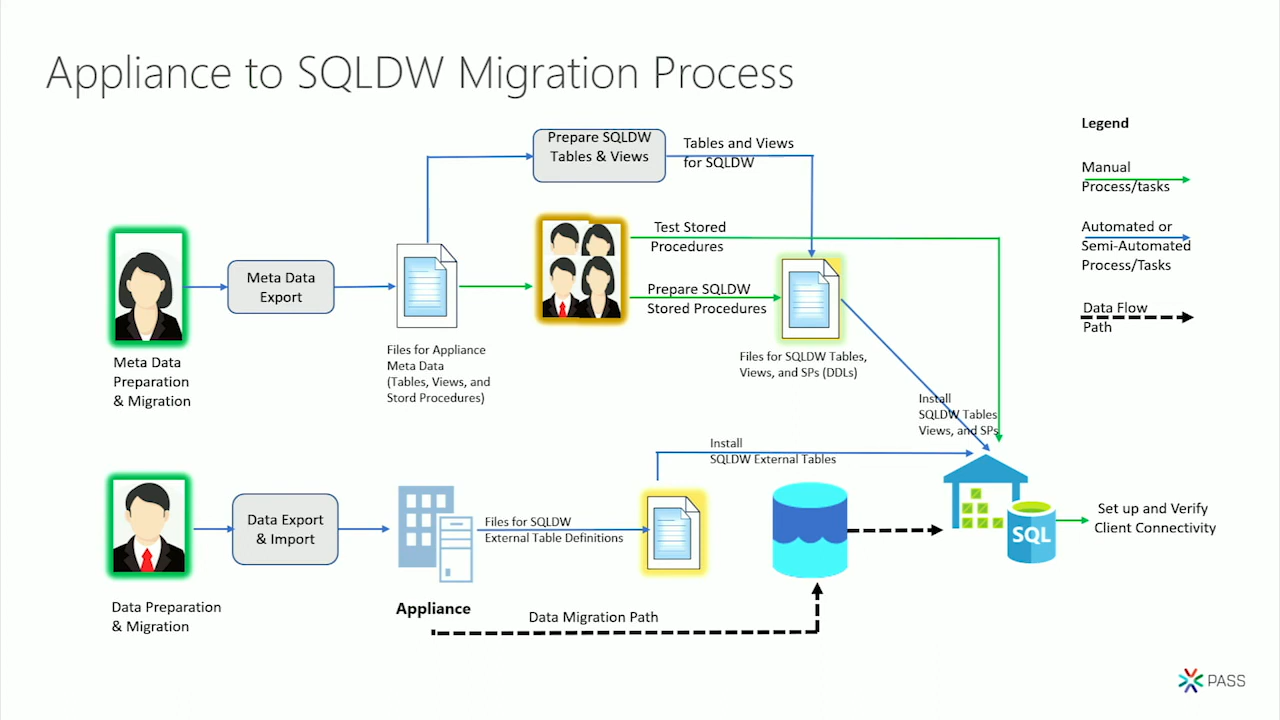 Appliance to SQLDW Migration Process
Legend
Manual
Process/tasks
Automated or
Semi-Automated
Process/Tasks
Data Flow
Path
Prepare SQLDW
Tables & Views
Tables and Views
for SQLDW
Test Stored
Procedures
Prepare SQLDW
Stored Procedures
Meta Data
Export
Meta Data
Preparation
& Migration
Files for Appliance
Meta Data
(Tables, Views, and
Stord Procedures)
Files for SQLDW Tables,
Views, and SPs (DDLs)
Install
SQLDW Tables
Views, and SPs
Install
SQLDW External Tables
Data Export
& Import
Files for SQLDW
External Table Definitions
SQL
Set up and Verify
Client Connectivity
Data Preparation
& Migration
Appliance
Data Migration Path
PASS